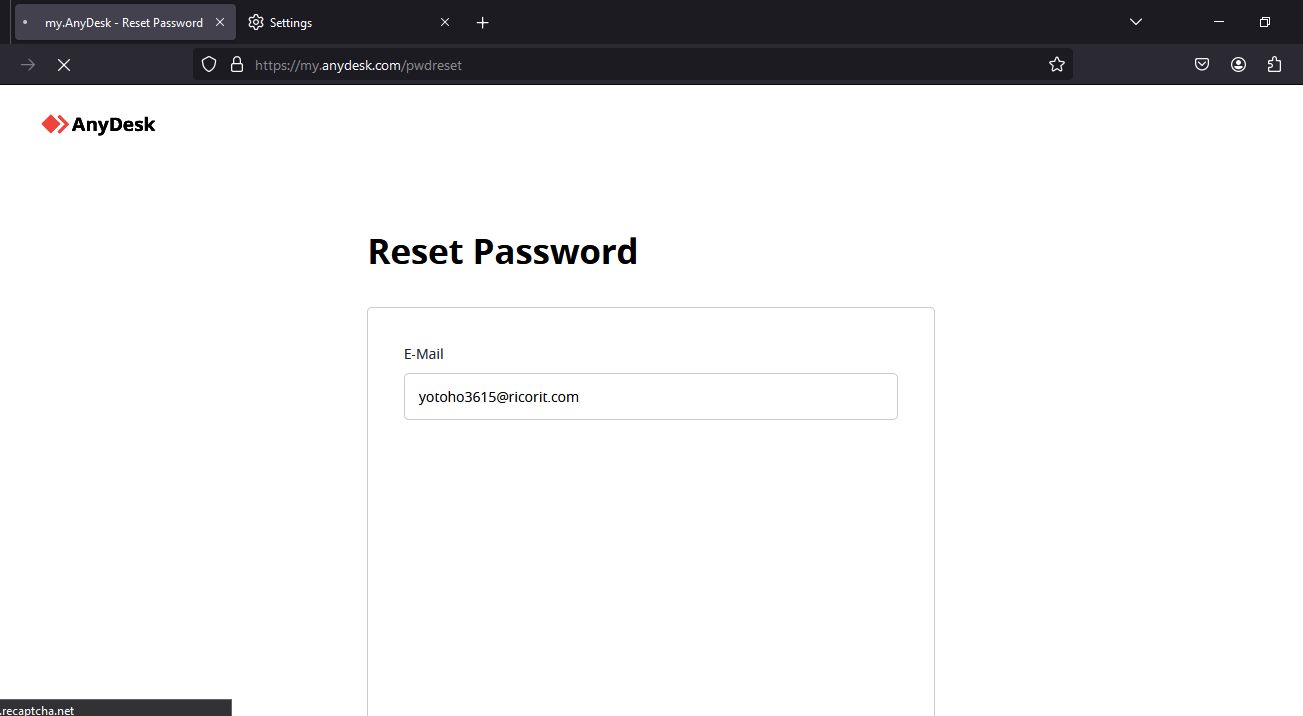 my.AnyDesk - Reset Password
Settings
https://my.anydesk.com/pwdreset
AnyDesk
Reset Password
E-Mail
yotoho3615@ricorit.com
.recaptcha.net